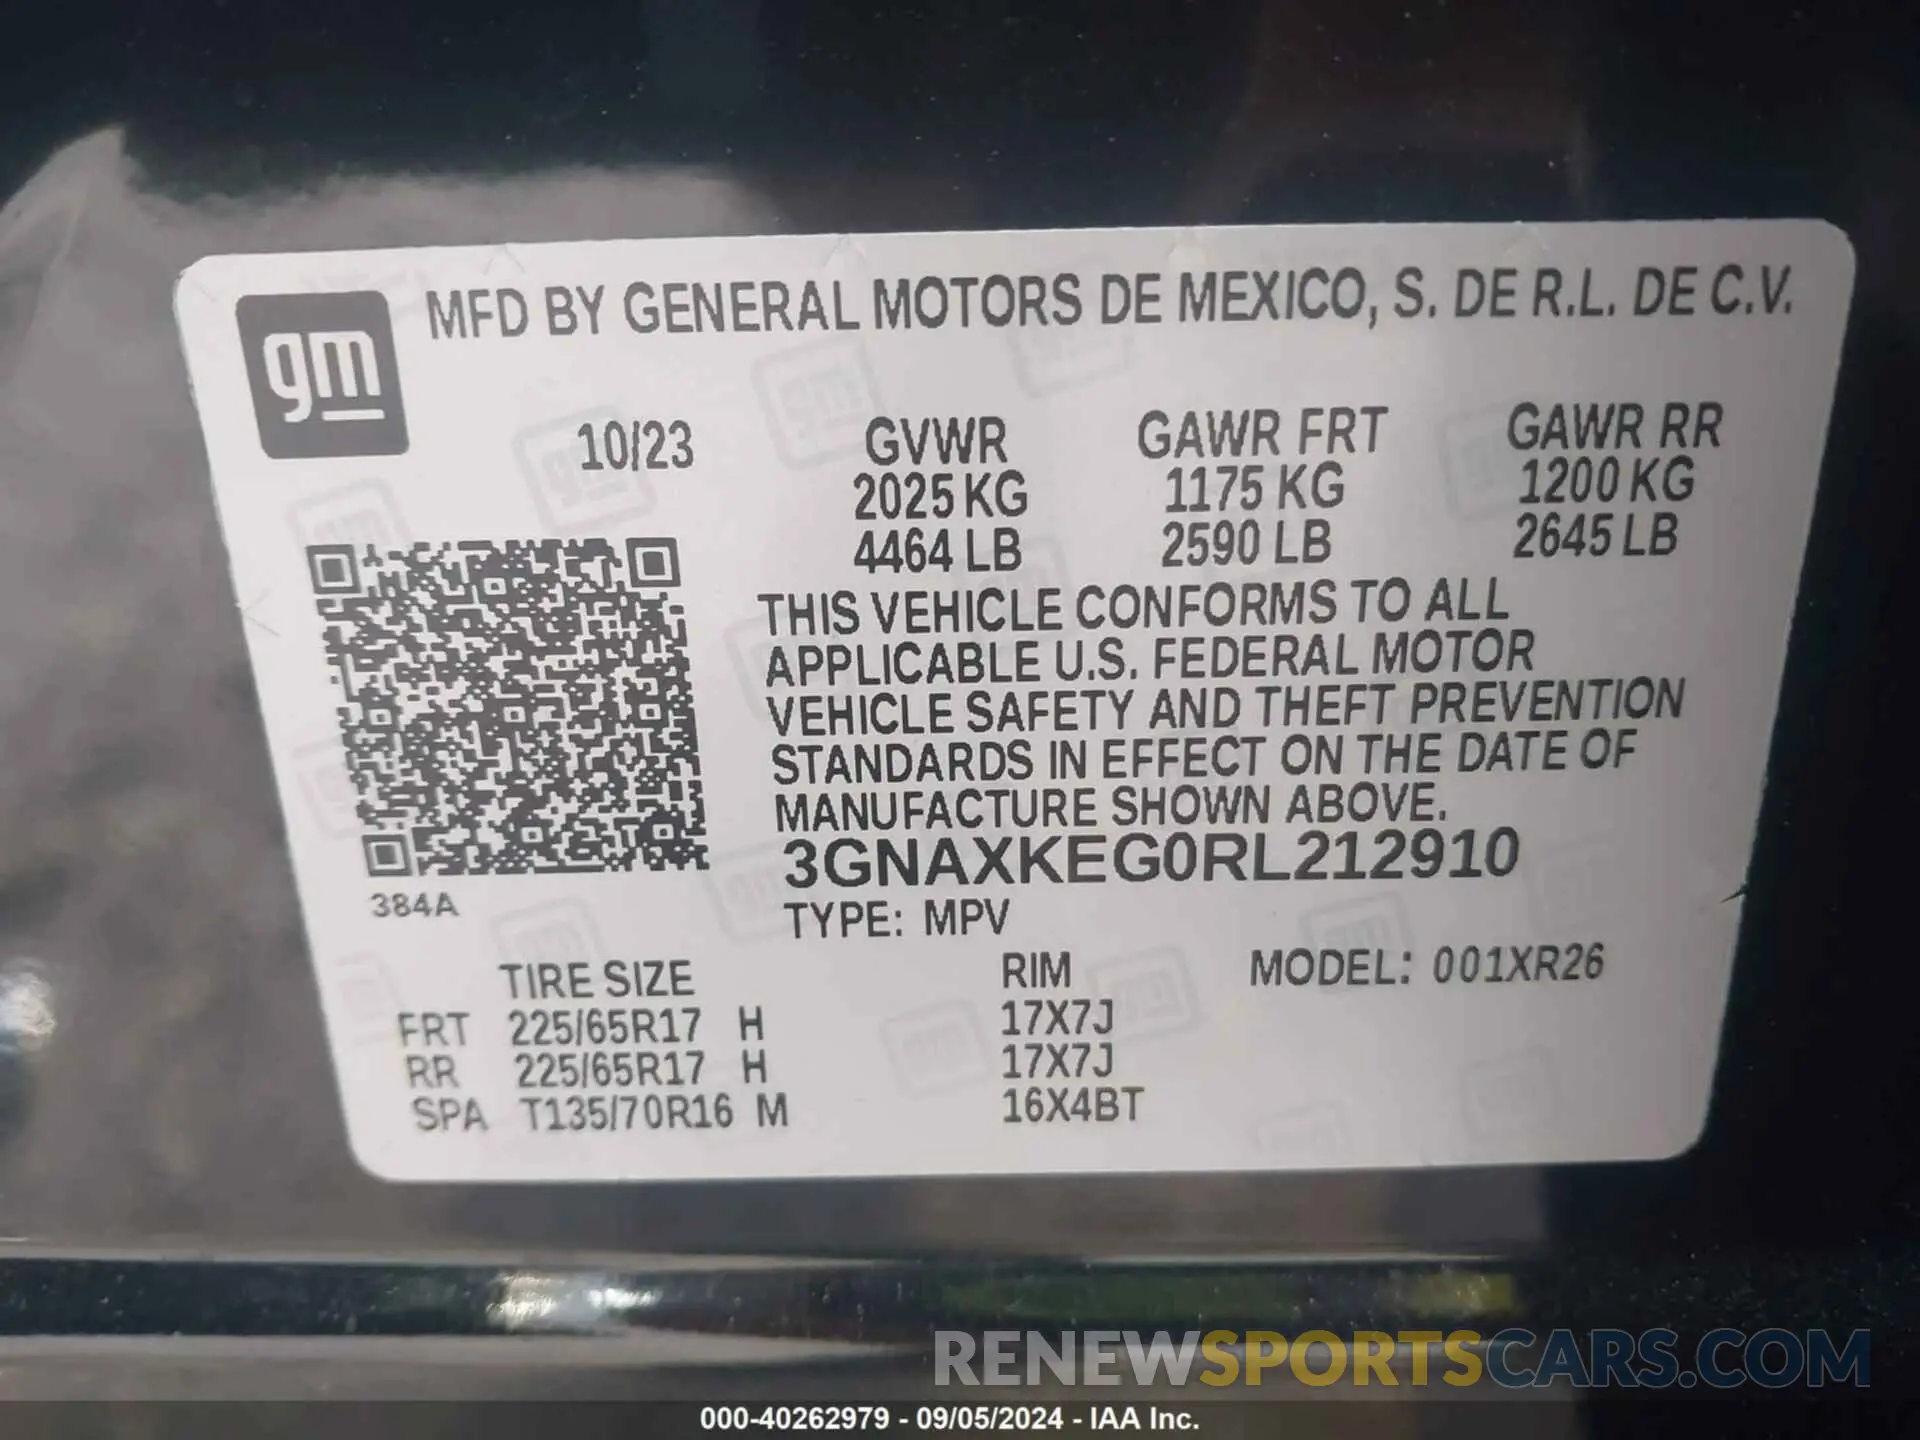 gm
MFD BY GENERAL MOTORS DE MEXICO, S. DE R.L. DE C.V.
10/23 GVWR GAWR FRT GAWR RR
2025 KG 1175 KG 1200 KG
4464 LB 2590 LB 2645 LB
THIS VEHICLE CONFORMS TO ALL
APPLICABLE U.S. FEDERAL MOTOR
VEHICLE SAFETY AND THEFT PREVENTION
STANDARDS IN EFFECT ON THE DATE OF
MANUFACTURE SHOWN ABOVE.
3GNAXKEG0RL212910
384A
TYPE: MPV
TIRE SIZE RIM MODEL: 001XR26
FRT 225/65R17 H 17X7J
RR 225/65R17 H 17X7J
SPA T135/70R16 M 16X4BT
RENEWSPORTSCARS.COM
000-40262979 - 09/05/2024 - IAA Inc.